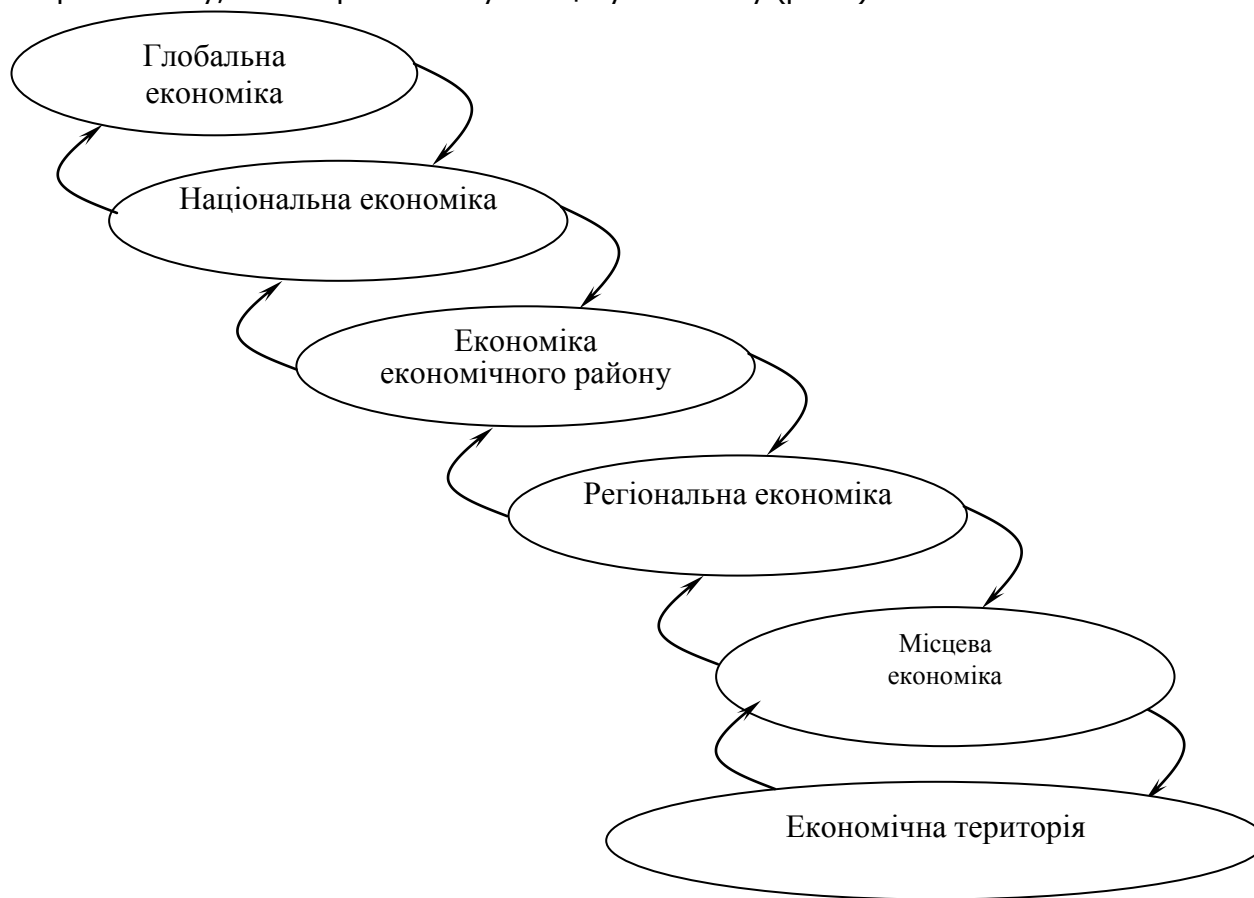 Глобальна
економіка
Національна економіка
Економіка
економічного району
Регіональна економіка
Місцева
економіка
Економічна територія